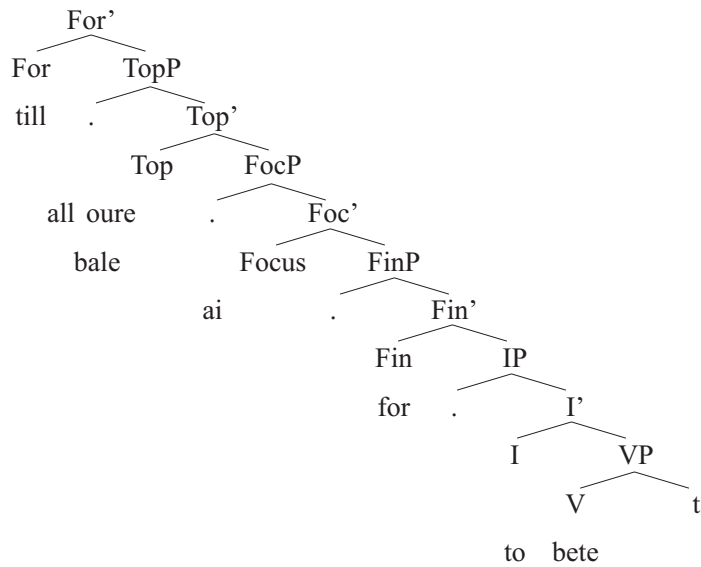 For’
For TopP
till . Top’
Top FocP
all oure . Foc’
bale Focus FinP
ai . Fin’
Fin IP
for . I’
I VP
V t
to bete